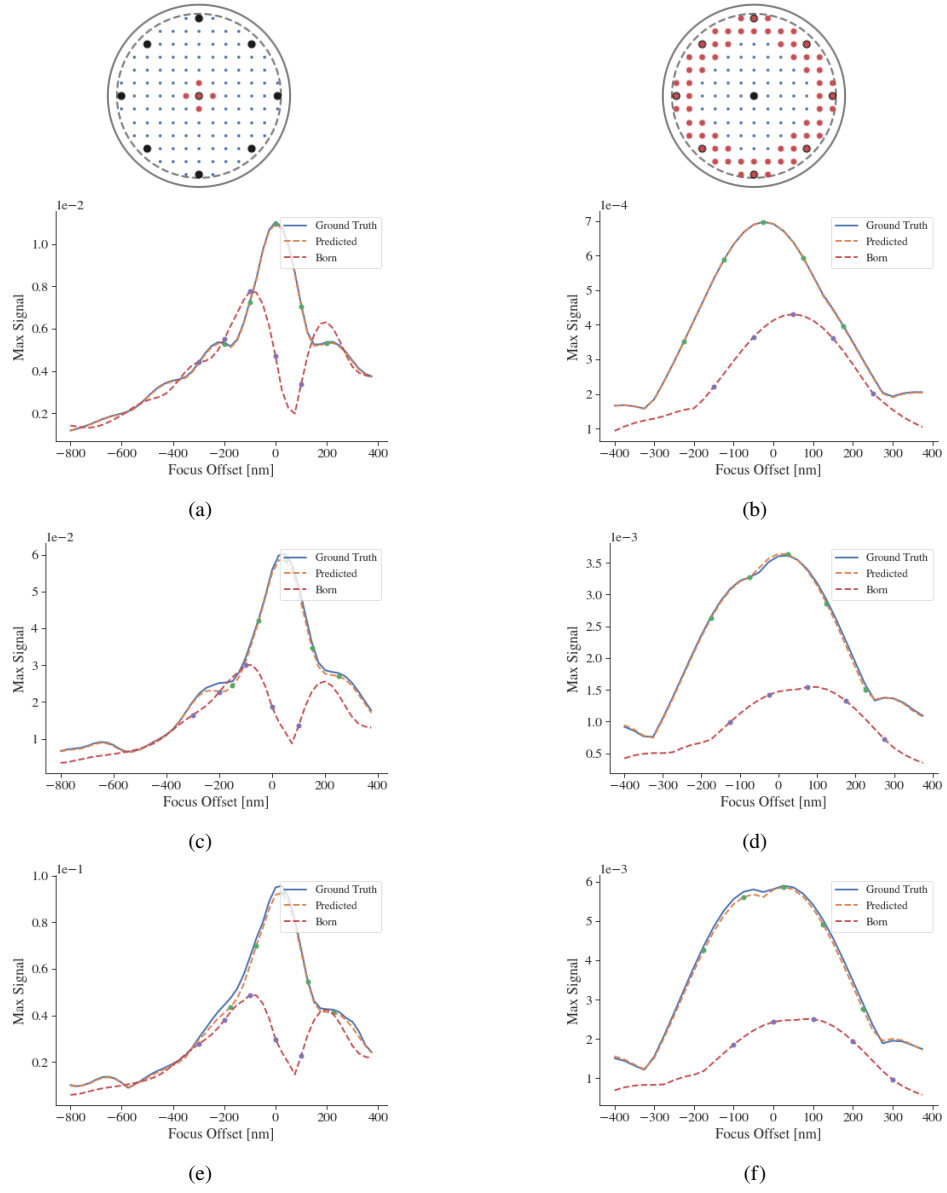 1e−2
1.0
0.8
0.6
0.4
0.2
Max Signal
Ground Truth
Predicted
Born
−800 −600 −400 −200 0 200 400
Focus Offset [nm]
(a)
1e−4
7
6
5
4
3
2
1
Max Signal
Ground Truth
Predicted
Born
−400 −300 −200 −100 0 100 200 300 400
Focus Offset [nm]
(b)
1e−2
6
5
4
3
2
1
Max Signal
Ground Truth
Predicted
Born
−800 −600 −400 −200 0 200 400
Focus Offset [nm]
(c)
1e−3
3.5
3.0
2.5
2.0
1.5
1.0
0.5
Max Signal
Ground Truth
Predicted
Born
−400 −300 −200 −100 0 100 200 300 400
Focus Offset [nm]
(d)
1e−1
1.0
0.8
0.6
0.4
0.2
Max Signal
Ground Truth
Predicted
Born
−800 −600 −400 −200 0 200 400
Focus Offset [nm]
(e)
1e−3
6
5
4
3
2
1
Max Signal
Ground Truth
Predicted
Born
−400 −300 −200 −100 0 100 200 300 400
Focus Offset [nm]
(f)